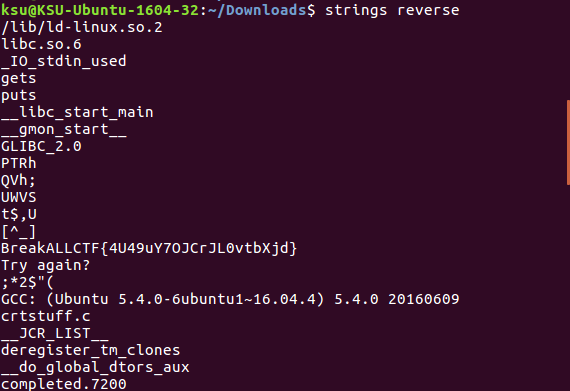 ksu@KSU-Ubuntu-1604-32:~/Downloads$ strings reverse
/lib/ld-linux.so.2
libc.so.6
_IO_stdin_used
gets
puts
__libc_start_main
__gmon_start__
GLIBC_2.0
PTRh
QVh;
UWVS
t$,U
[^_]
BreakALLCTF{4U49uY7OJCrJL0vtbXjd}
Try again?
;*2$"(
GCC: (Ubuntu 5.4.0-6ubuntu1~16.04.4) 5.4.0 20160609
crtstuff.c
__JCR_LIST__
deregister_tm_clones
__do_global_dtors_aux
completed.7200